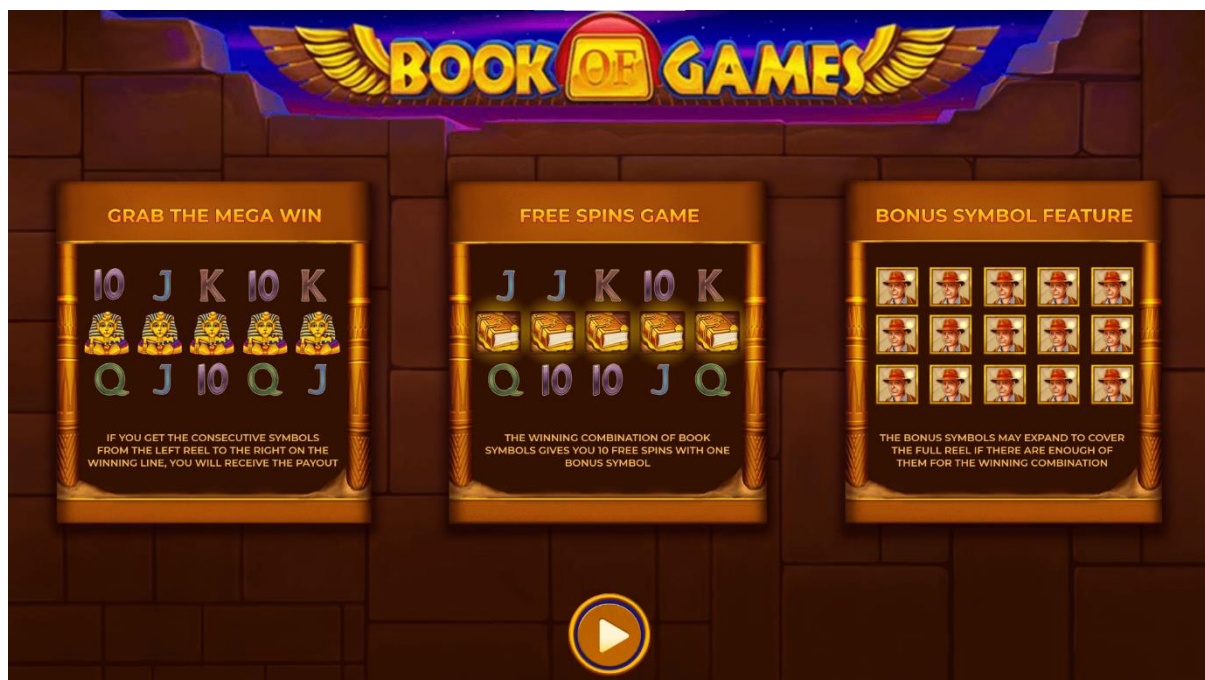 BOOK OF GAMES
GRAB THE MEGA WIN
10 J K 10 K
Q J 10 Q J
IF YOU GET THE CONSECUTIVE SYMBOLS
FROM THE LEFT REEL TO THE RIGHT ON THE
WINNING LINE, YOU WILL RECEIVE THE PAYOUT
FREE SPINS GAME
J J K 10 K
Q 10 10 J Q
THE WINNING COMBINATION OF BOOK
SYMBOLS GIVES YOU 10 FREE SPINS WITH ONE
BONUS SYMBOL
BONUS SYMBOL FEATURE
THE BONUS SYMBOLS MAY EXPAND TO COVER
THE FULL REEL IF THERE ARE ENOUGH OF
THEM FOR THE WINNING COMBINATION